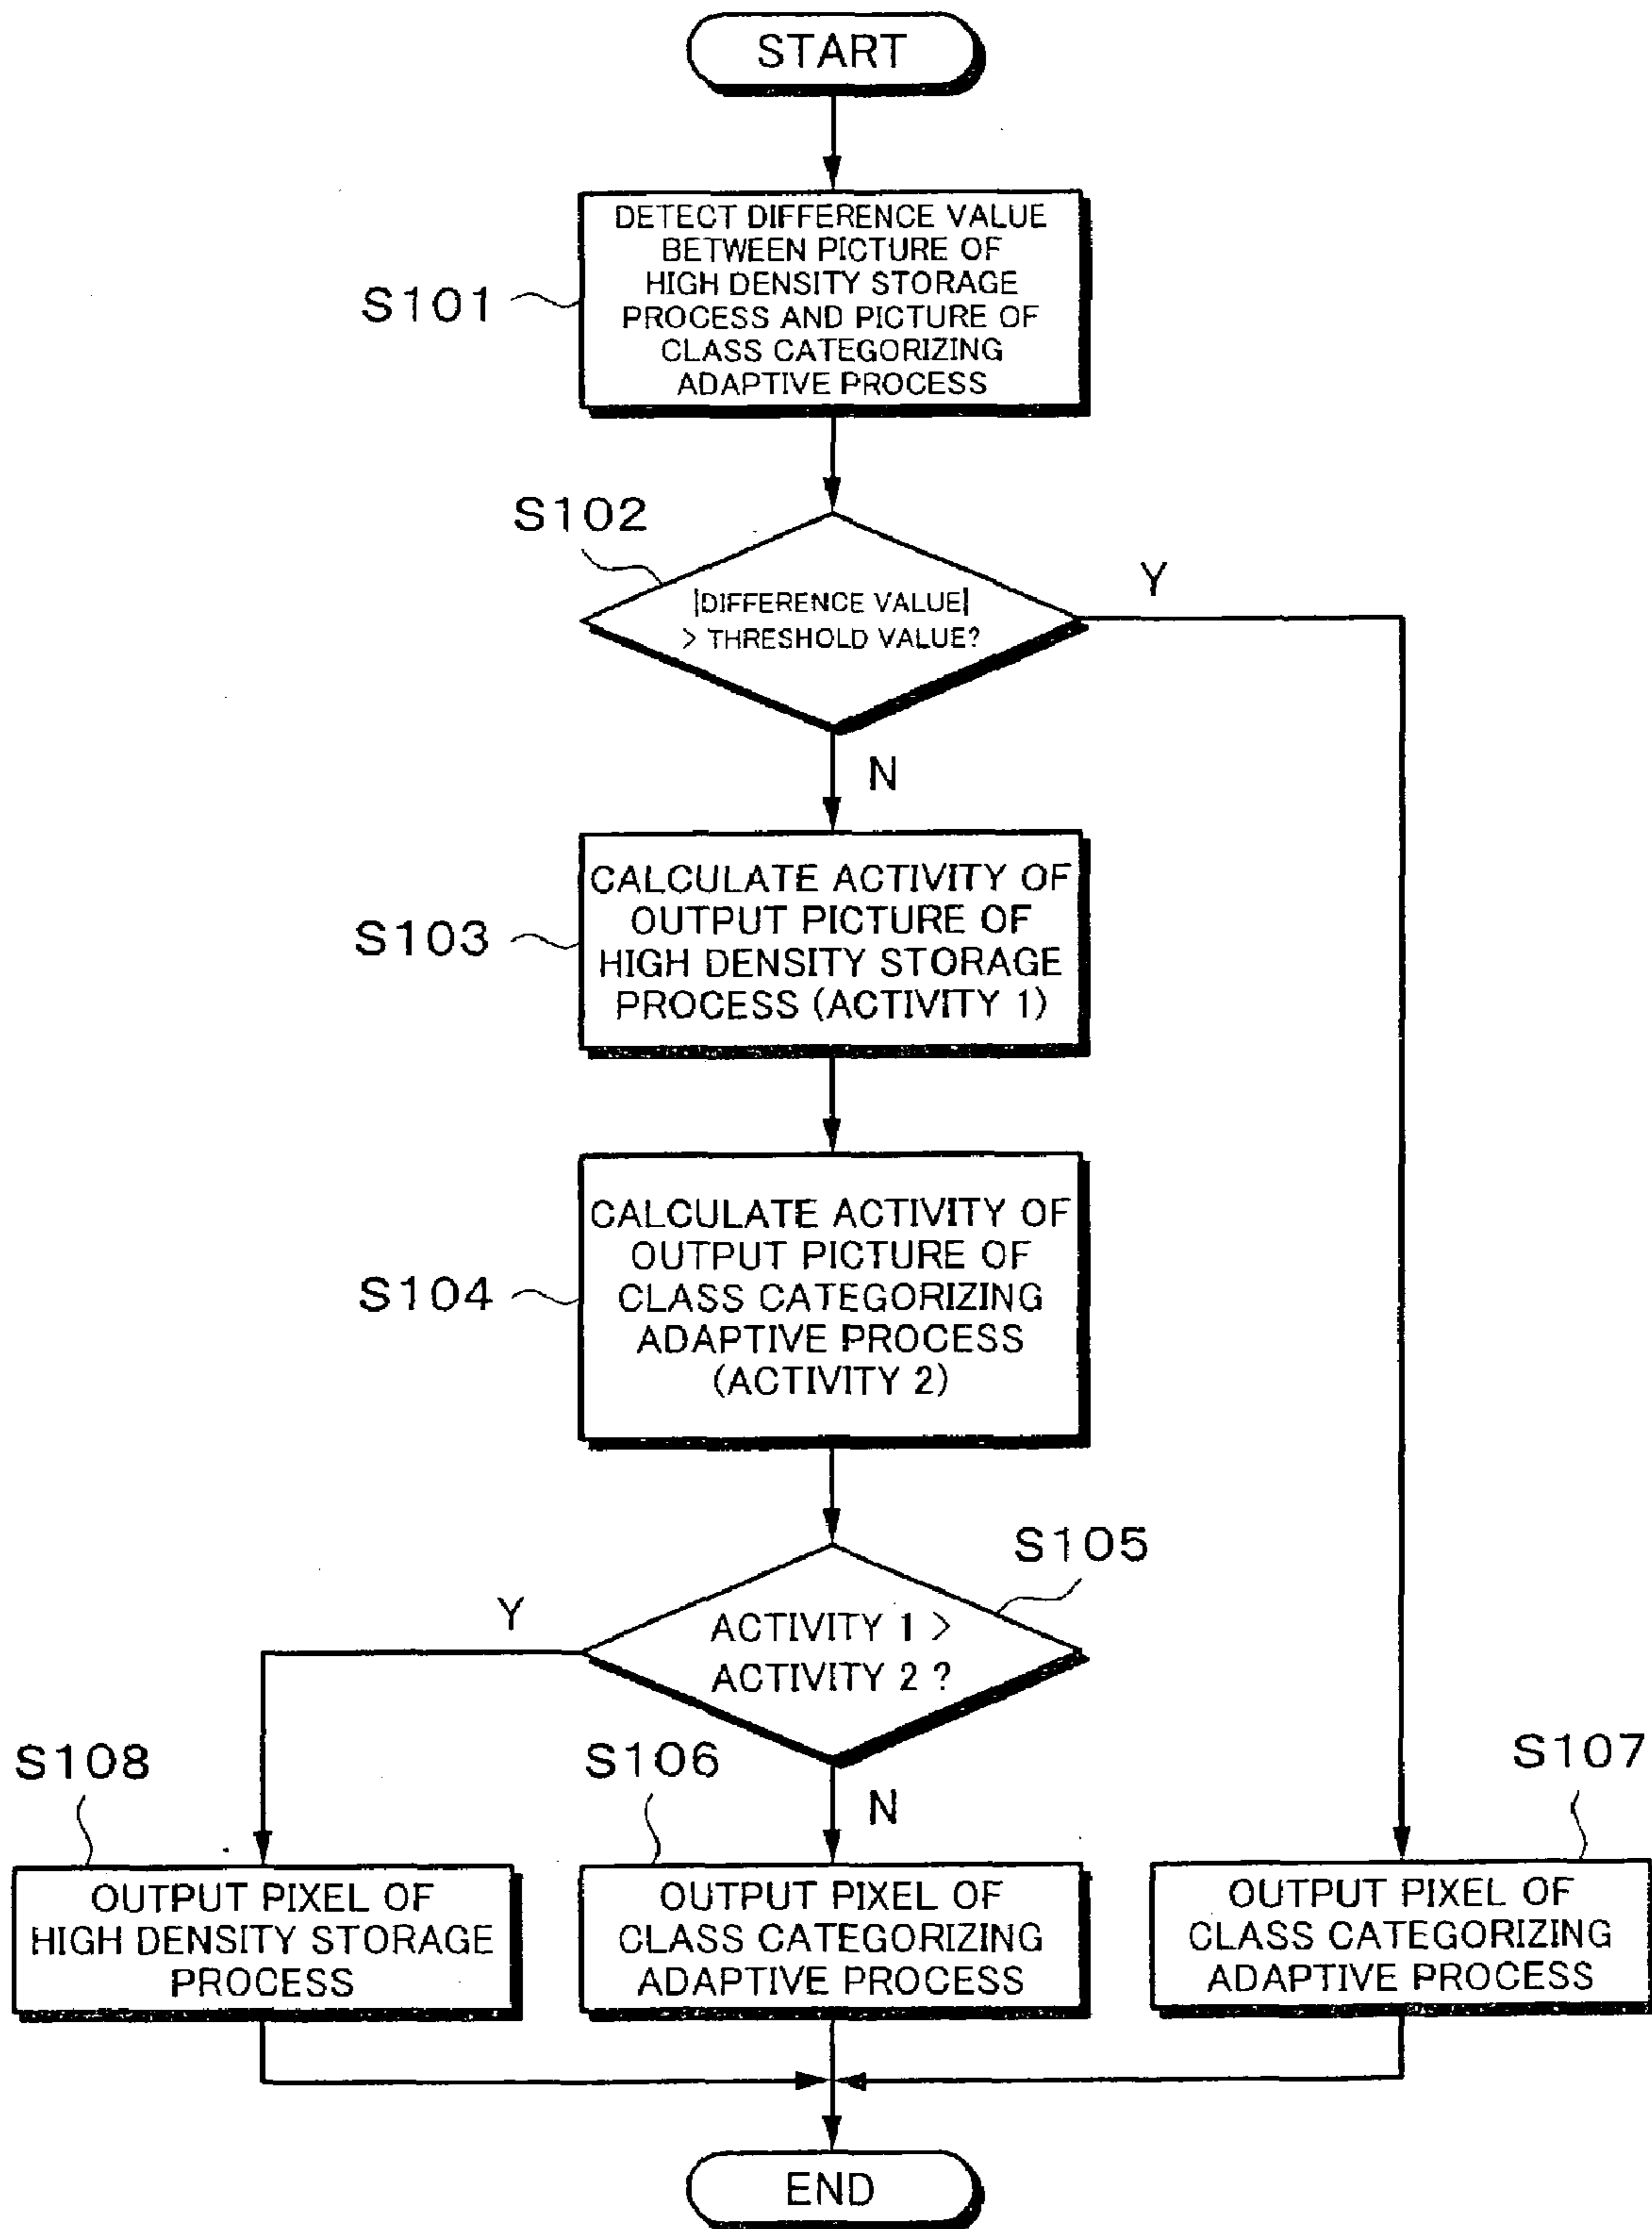 START
S101
DETECT DIFFERENCE VALUE
BETWEEN PICTURE OF
HIGH DENSITY STORAGE
PROCESS AND PICTURE OF
CLASS CATEGORIZING
ADAPTIVE PROCESS
S102
|DIFFERENCE VALUE|
> THRESHOLD VALUE?
Y
N
S103
CALCULATE ACTIVITY OF
OUTPUT PICTURE OF
HIGH DENSITY STORAGE
PROCESS (ACTIVITY 1)
S104
CALCULATE ACTIVITY OF
OUTPUT PICTURE OF
CLASS CATEGORIZING
ADAPTIVE PROCESS
(ACTIVITY 2)
S105
ACTIVITY 1 >
ACTIVITY 2 ?
Y
N
S108
OUTPUT PIXEL OF
HIGH DENSITY STORAGE
PROCESS
S106
OUTPUT PIXEL OF
CLASS CATEGORIZING
ADAPTIVE PROCESS
S107
OUTPUT PIXEL OF
CLASS CATEGORIZING
ADAPTIVE PROCESS
END